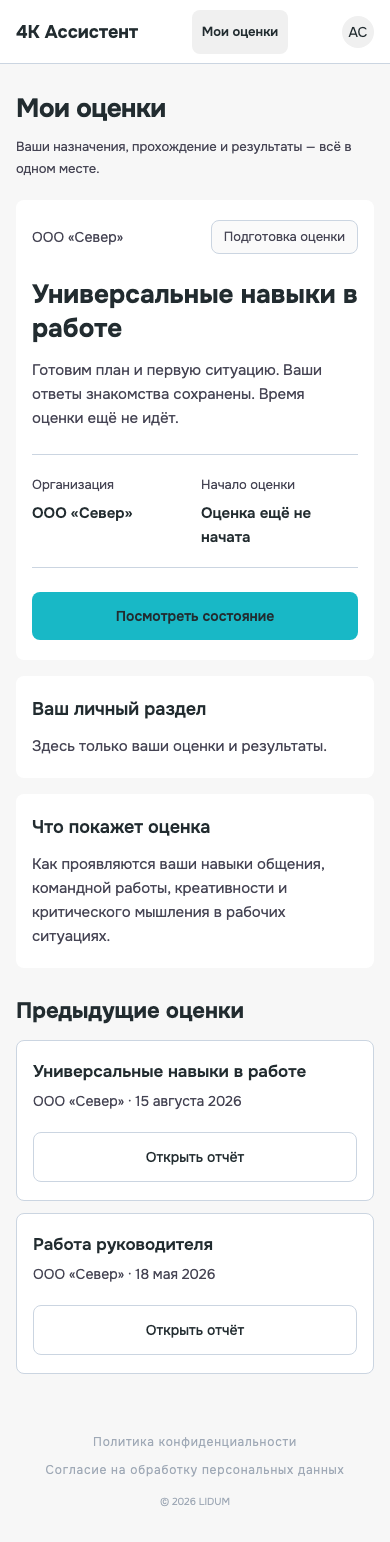 4К Ассистент
Мои оценки
АС
Мои оценки
Ваши назначения, прохождение и результаты — всё в
одном месте.
ООО «Север»
Подготовка оценки
Универсальные навыки в
работе
Готовим план и первую ситуацию. Ваши
ответы знакомства сохранены. Время
оценки ещё не идёт.
Организация
ООО «Север»
Начало оценки
Оценка ещё не
начата
Посмотреть состояние
Ваш личный раздел
Здесь только ваши оценки и результаты.
Что покажет оценка
Как проявляются ваши навыки общения,
командной работы, креативности и
критического мышления в рабочих
ситуациях.
Предыдущие оценки
Универсальные навыки в работе
ООО «Север» · 15 августа 2026
Открыть отчёт
Работа руководителя
ООО «Север» · 18 мая 2026
Открыть отчёт
Политика конфиденциальности
Согласие на обработку персональных данных
© 2026 LIDUM